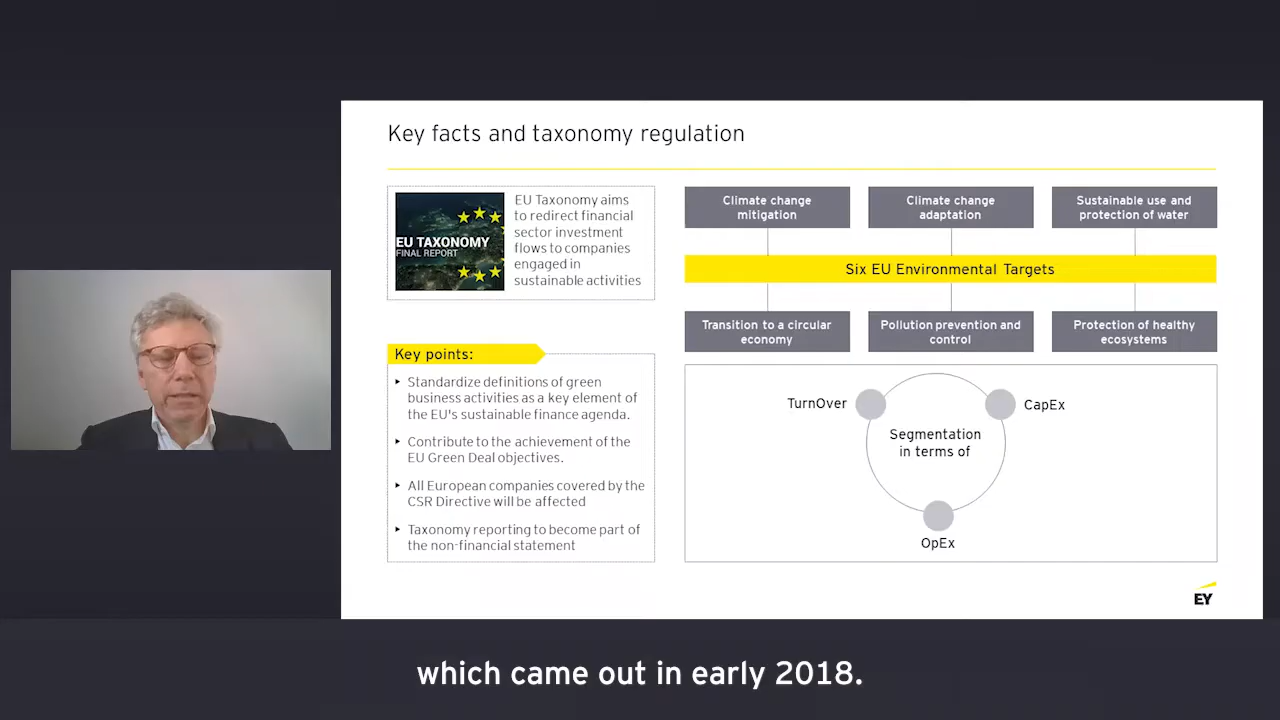 Key facts and taxonomy regulation
EU TAXONOMY
FINAL REPORT
EU Taxonomy aims
to redirect financial
sector investment
flows to companies
engaged in
sustainable activities
Key points:
‣ Standardize definitions of green
business activities as a key element of
the EU's sustainable finance agenda.
‣ Contribute to the achievement of the
EU Green Deal objectives.
‣ All European companies covered by the
CSR Directive will be affected
‣ Taxonomy reporting to become part of
the non-financial statement
Climate change
mitigation
Climate change
adaptation
Sustainable use and
protection of water
Six EU Environmental Targets
Transition to a circular
economy
Pollution prevention and
control
Protection of healthy
ecosystems
TurnOver
CapEx
Segmentation
in terms of
OpEx
EY
which came out in early 2018.